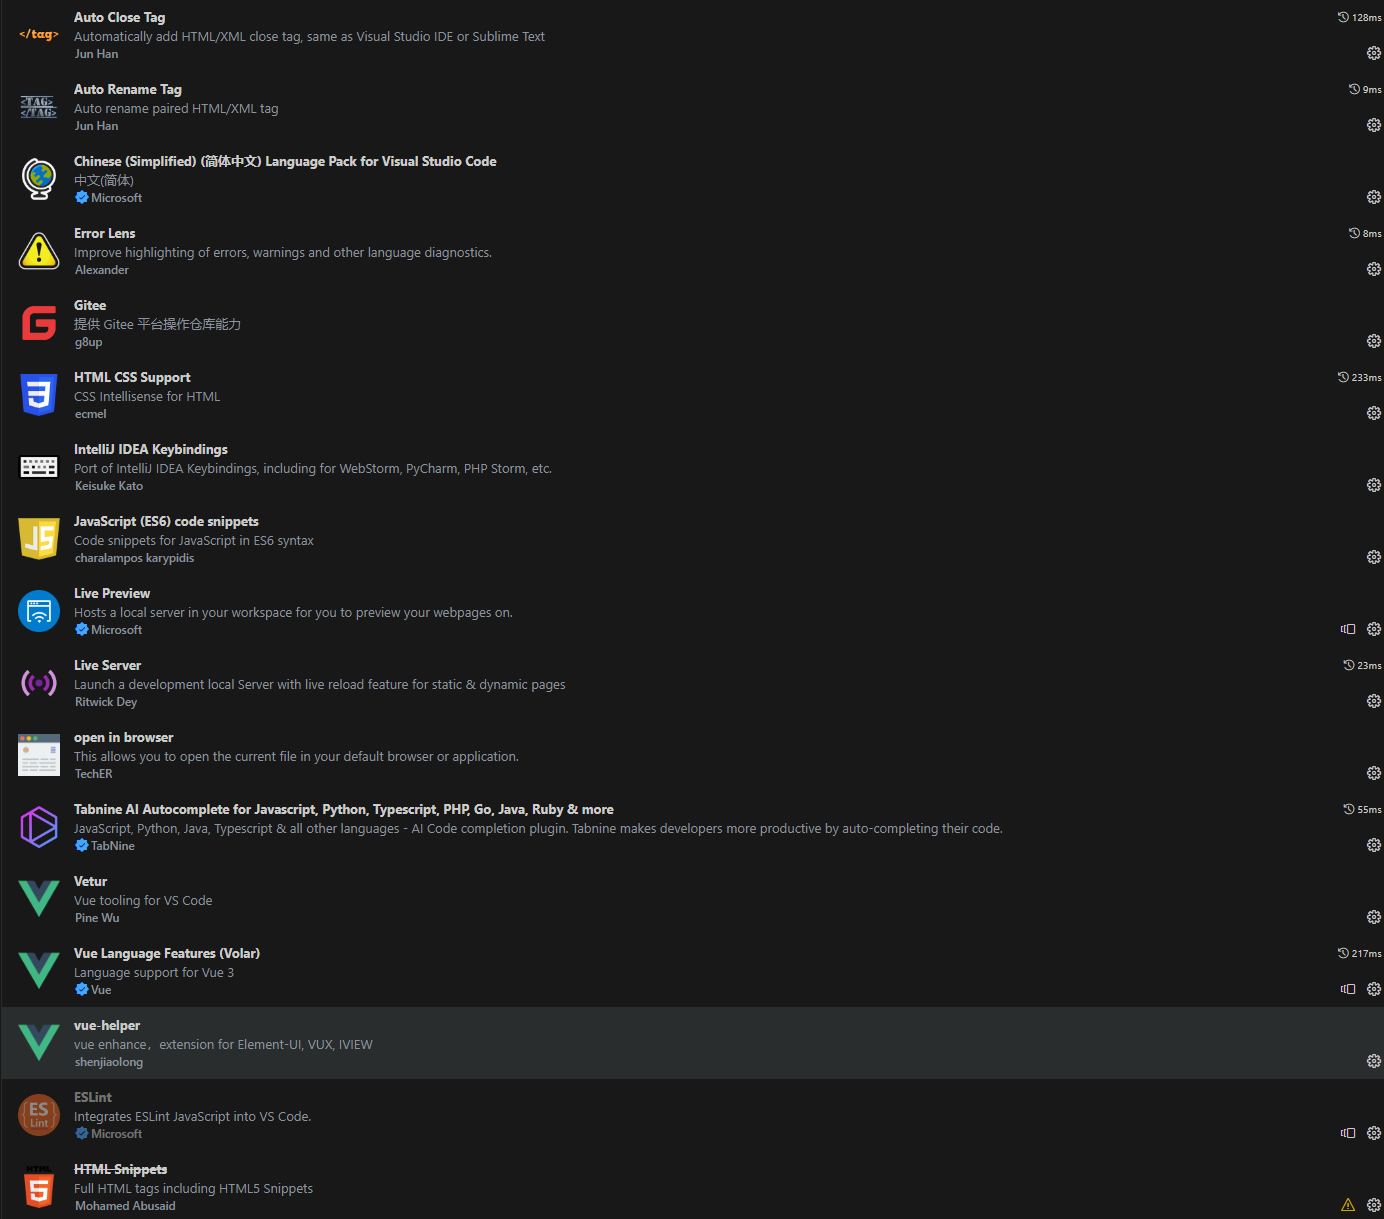 </tag>
Auto Close Tag
128ms
Automatically add HTML/XML close tag, same as Visual Studio IDE or Sublime Text
Jun Han
<TAG>
</TAG>
Auto Rename Tag
9ms
Auto rename paired HTML/XML tag
Jun Han
Chinese (Simplified) (简体中文) Language Pack for Visual Studio Code
中文(简体)
Microsoft
Error Lens
8ms
Improve highlighting of errors, warnings and other language diagnostics.
Alexander
Gitee
提供 Gitee 平台操作仓库能力
g8up
HTML CSS Support
233ms
CSS Intellisense for HTML
ecmel
IntelliJ IDEA Keybindings
Port of IntelliJ IDEA Keybindings, including for WebStorm, PyCharm, PHP Storm, etc.
Keisuke Kato
JS
JavaScript (ES6) code snippets
Code snippets for JavaScript in ES6 syntax
charalampos karypidis
Live Preview
Hosts a local server in your workspace for you to preview your webpages on.
Microsoft
Live Server
23ms
Launch a development local Server with live reload feature for static & dynamic pages
Ritwick Dey
open in browser
This allows you to open the current file in your default browser or application.
TechER
Tabnine AI Autocomplete for Javascript, Python, Typescript, PHP, Go, Java, Ruby & more
55ms
JavaScript, Python, Java, Typescript & all other languages - AI Code completion plugin. Tabnine makes developers more productive by auto-completing their code.
TabNine
Vetur
Vue tooling for VS Code
Pine Wu
Vue Language Features (Volar)
217ms
Language support for Vue 3
Vue
vue-helper
vue enhance，extension for Element-UI, VUX, IVIEW
shenjiaolong
ES
Lint
ESLint
Integrates ESLint JavaScript into VS Code.
Microsoft
HTML
5
HTML Snippets
Full HTML tags including HTML5 Snippets
Mohamed Abusaid